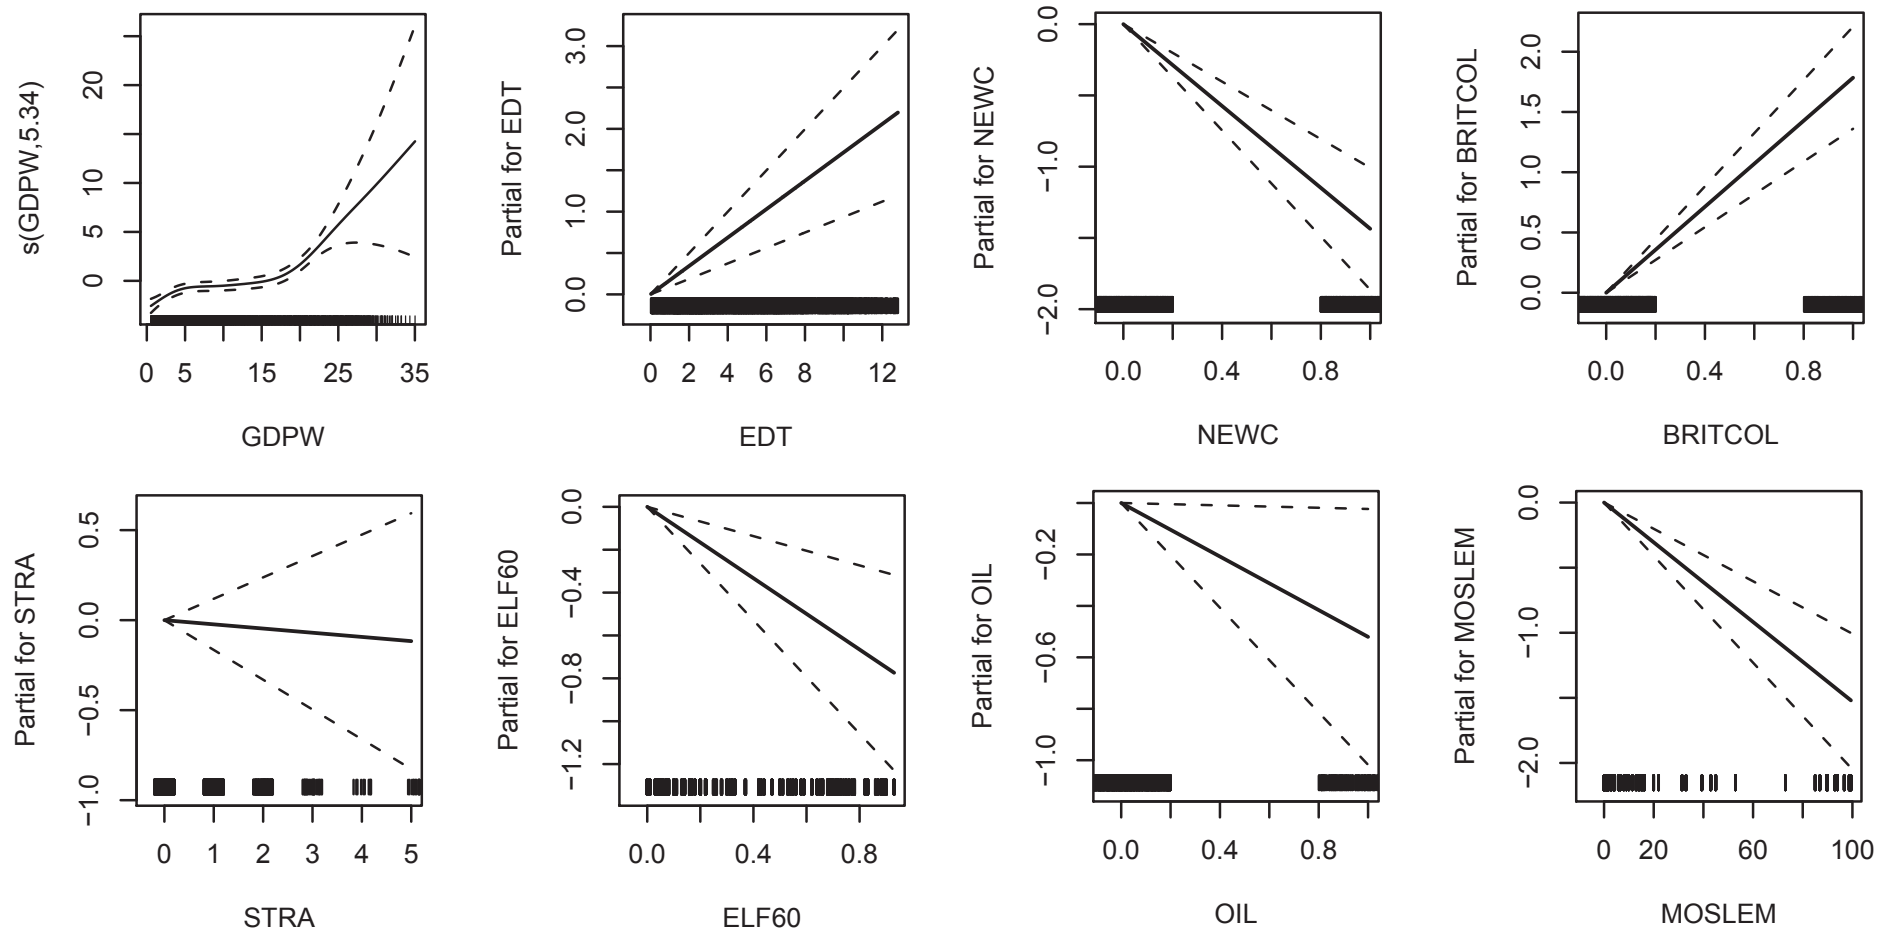 s(GDPW,5.34)
20
10
5
0
0 5 15 25 35
GDPW
Partial for EDT
3.0
2.0
1.0
0.0
0 2 4 6 8 12
EDT
Partial for NEWC
0.0
−1.0
−2.0
0.0 0.4 0.8
NEWC
Partial for BRITCOL
2.0
1.5
1.0
0.5
0.0
0.0 0.4 0.8
BRITCOL
Partial for STRA
0.5
0.0
−0.5
−1.0
0 1 2 3 4 5
STRA
Partial for ELF60
0.0
−0.4
−0.8
−1.2
0.0 0.4 0.8
ELF60
Partial for OIL
−0.2
−0.6
−1.0
0.0 0.4 0.8
OIL
Partial for MOSLEM
0.0
−1.0
−2.0
0 20 60 100
MOSLEM